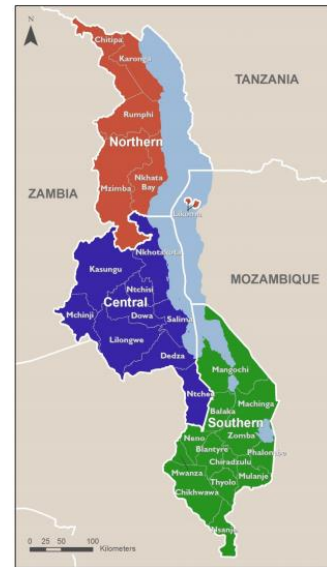 N
Chitipa
Karonga
TANZANIA
Rumphi
Northern
Nkhata
Bay
Mzimba
ZAMBIA
Likoma
Nkhotakota
Kasungu
MOZAMBIQUE
Ntchisi
Central
Mchinji
Dowa
Salima
Lilongwe
Dedza
Mangochi
Ntcheu
Machinga
Balaka
Southern
Neno
Zomba
Blantyre
Phalombe
Chiradzulu
Mwanza
Mulanje
Thyolo
Chikhwawa
Nsanje
0 25 50 100
Kilometers